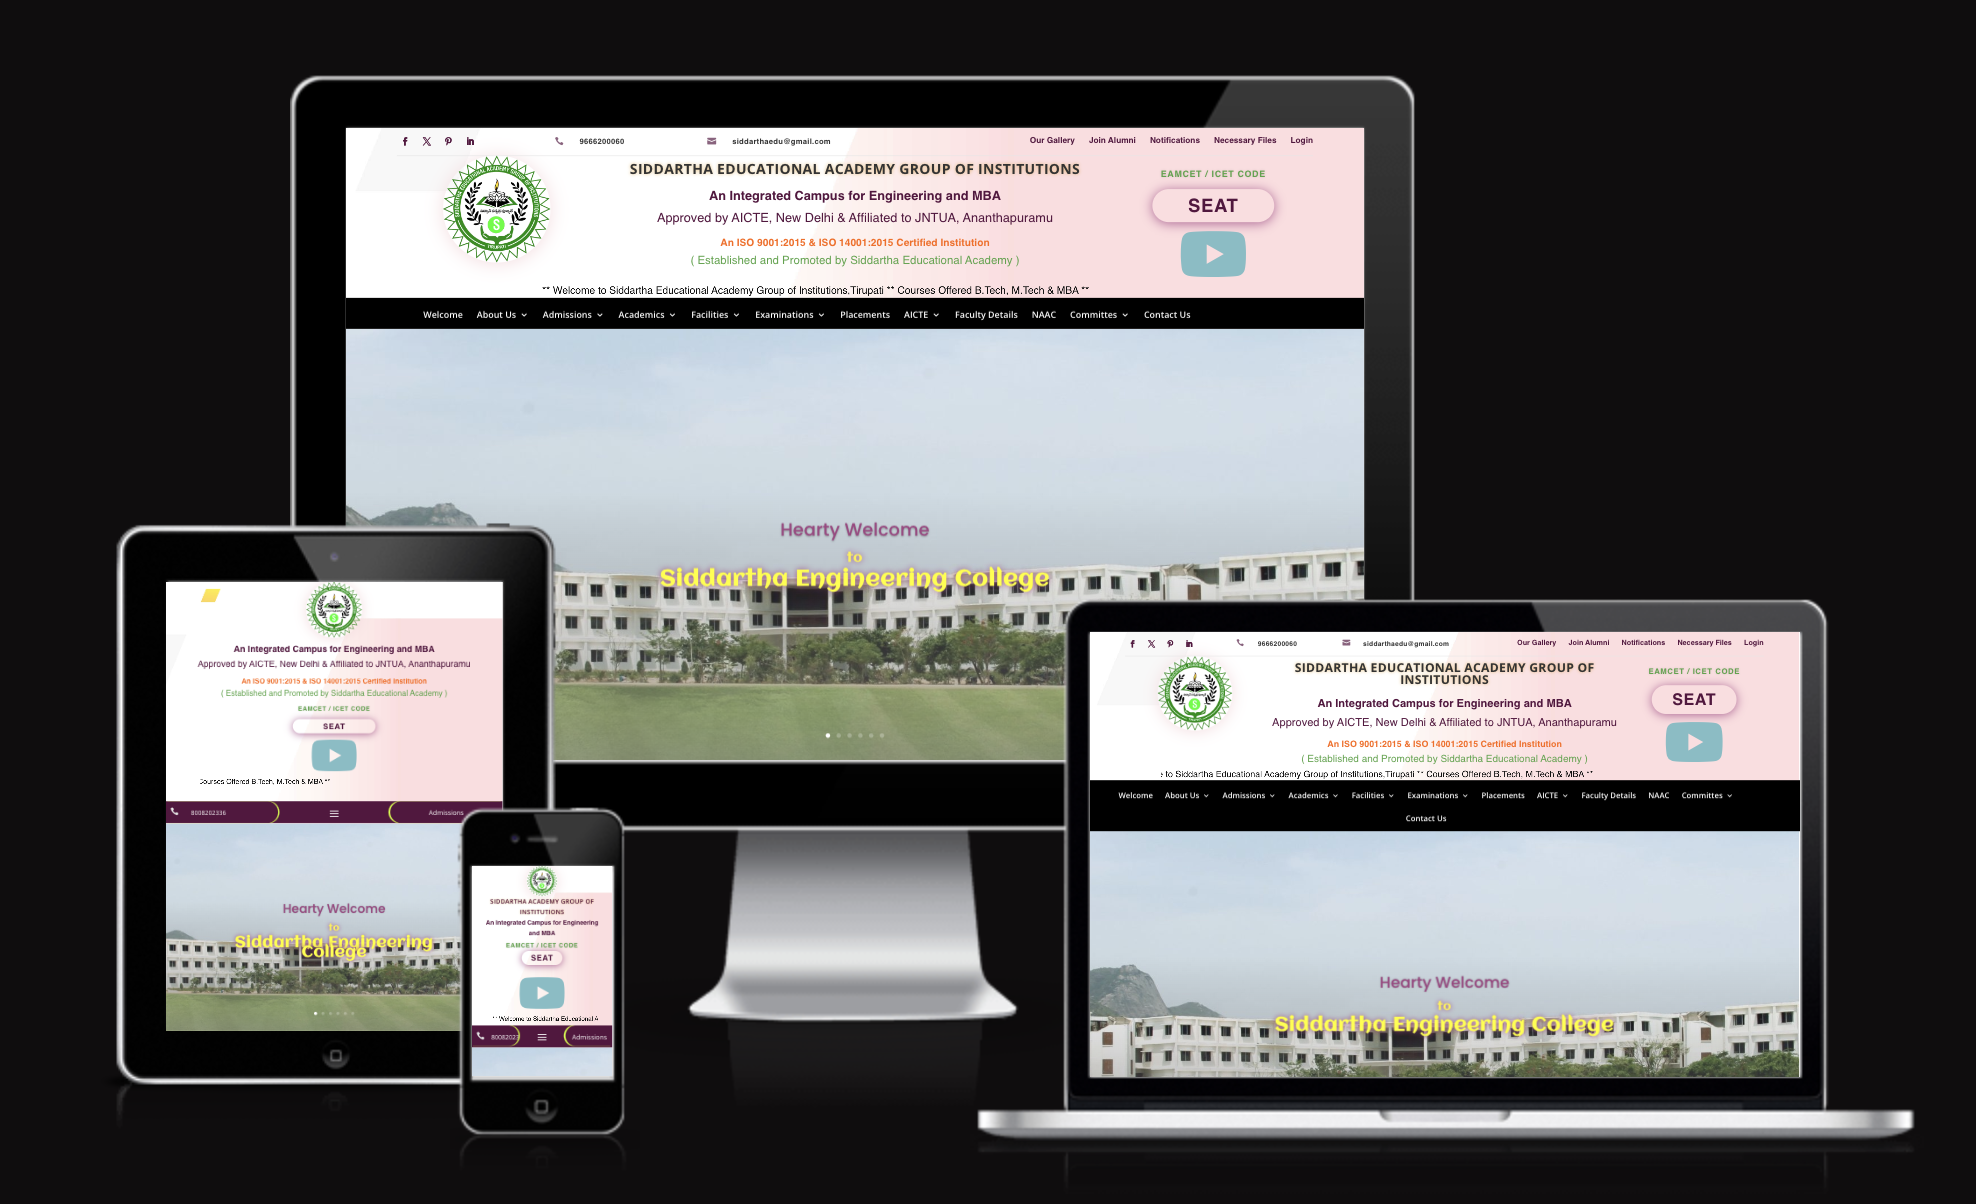 9666200060 siddarthaedu@gmail.com Our Gallery Join Alumni Notifications Necessary Files Login
SIDDARTHA EDUCATIONAL ACADEMY GROUP OF INSTITUTIONS
An Integrated Campus for Engineering and MBA
Approved by AICTE, New Delhi & Affiliated to JNTUA, Ananthapuramu
An ISO 9001:2015 & ISO 14001:2015 Certified Institution
( Established and Promoted by Siddartha Educational Academy )
EAMCET / ICET CODE
SEAT
** Welcome to Siddartha Educational Academy Group of Institutions,Tirupati ** Courses Offered B.Tech, M.Tech & MBA **
Welcome About Us Admissions Academics Facilities Examinations Placements AICTE Faculty Details NAAC Committes Contact Us
Hearty Welcome
to
Siddartha Engineering College
An Integrated Campus for Engineering and MBA
Approved by AICTE, New Delhi & Affiliated to JNTUA, Ananthapuramu
An ISO 9001:2015 & ISO 14001:2015 Certified Institution
( Established and Promoted by Siddartha Educational Academy )
EAMCET / ICET CODE
SEAT
Courses Offered B.Tech, M.Tech & MBA **
8008202336 Admissions
Hearty Welcome
to
Siddartha Engineering
College
SIDDARTHA ACADEMY GROUP OF
INSTITUTIONS
An Integrated Campus for Engineering
and MBA
EAMCET / ICET CODE
SEAT
** Welcome to Siddartha Educational A
80082023 Admissions
9666200060 siddarthaedu@gmail.com Our Gallery Join Alumni Notifications Necessary Files Login
SIDDARTHA EDUCATIONAL ACADEMY GROUP OF
INSTITUTIONS
An Integrated Campus for Engineering and MBA
Approved by AICTE, New Delhi & Affiliated to JNTUA, Ananthapuramu
An ISO 9001:2015 & ISO 14001:2015 Certified Institution
( Established and Promoted by Siddartha Educational Academy )
EAMCET / ICET CODE
SEAT
to Siddartha Educational Academy Group of Institutions,Tirupati ** Courses Offered B.Tech, M.Tech & MBA **
Welcome About Us Admissions Academics Facilities Examinations Placements AICTE Faculty Details NAAC Committes
Contact Us
Hearty Welcome
to
Siddartha Engineering College